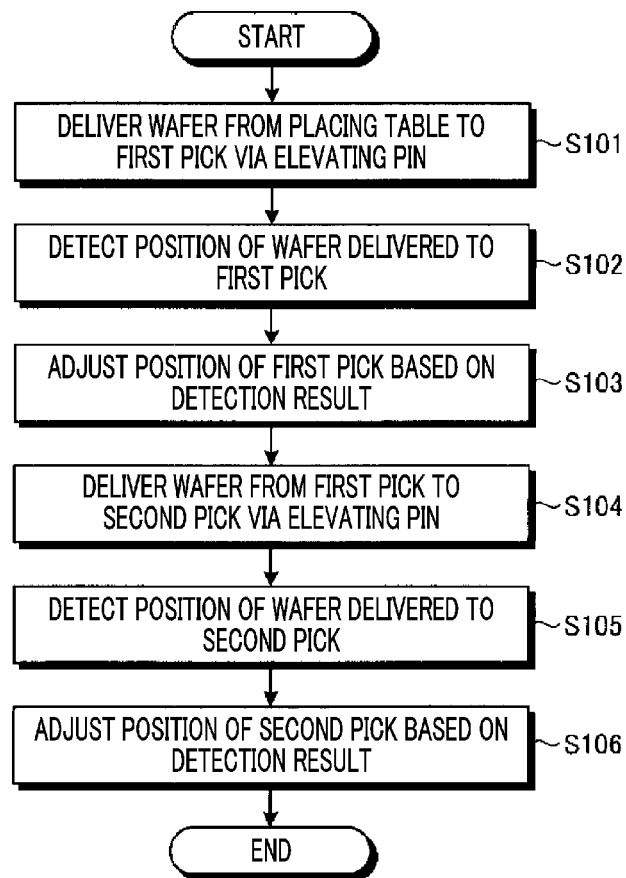 START
DELIVER WAFER FROM PLACING TABLE TO
FIRST PICK VIA ELEVATING PIN
S101
DETECT POSITION OF WAFER DELIVERED TO
FIRST PICK
S102
ADJUST POSITION OF FIRST PICK BASED ON
DETECTION RESULT
S103
DELIVER WAFER FROM FIRST PICK TO
SECOND PICK VIA ELEVATING PIN
S104
DETECT POSITION OF WAFER DELIVERED TO
SECOND PICK
S105
ADJUST POSITION OF SECOND PICK BASED ON
DETECTION RESULT
S106
END